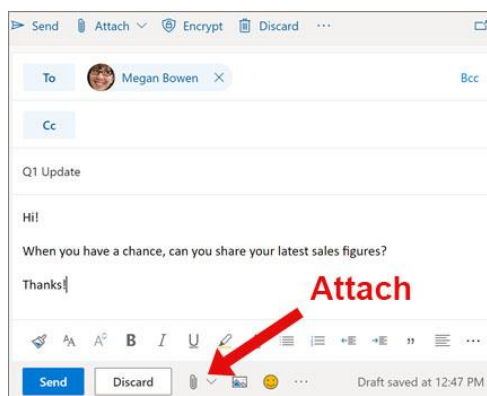 Send Attach Encrypt Discard ...
To Megan Bowen Bcc
Cc
Q1 Update
Hi!
When you have a chance, can you share your latest sales figures?
Thanks!
Attach
B I U
Send Discard ... Draft saved at 12:47 PM